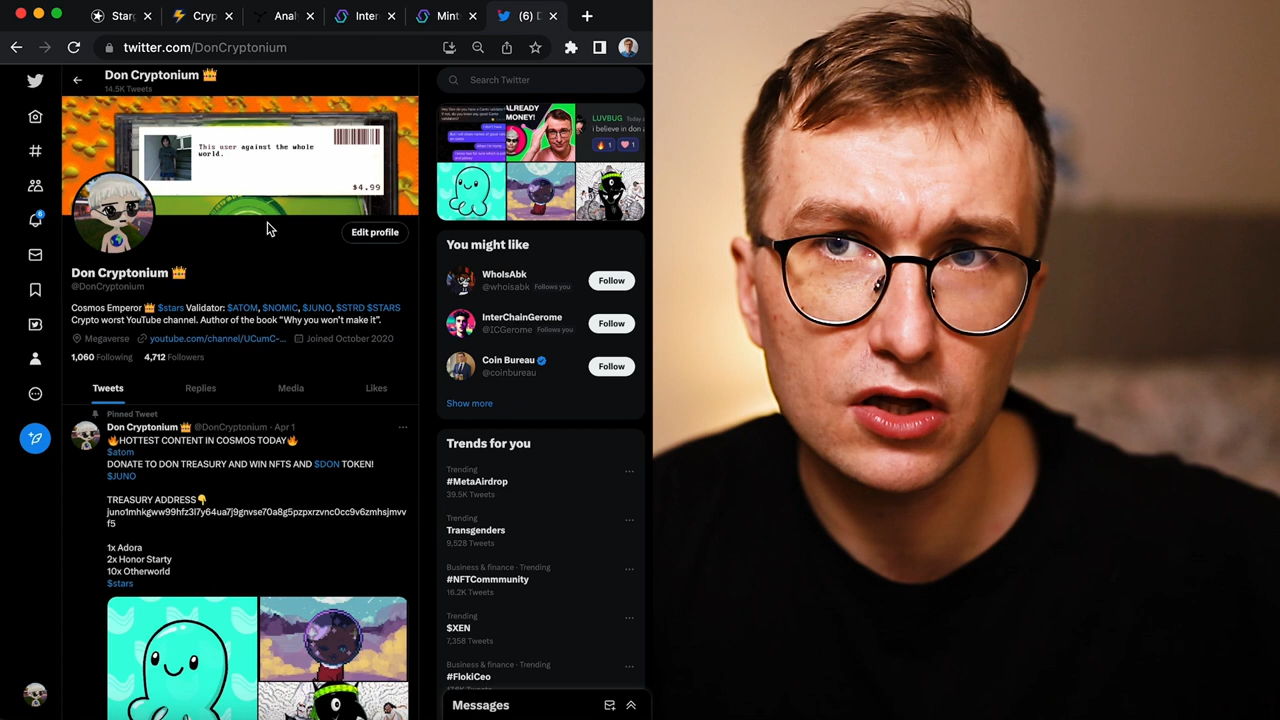 Starg
Cryp
Anal
Inter
Mint
(6) D
twitter.com/DonCryptonium
Don Cryptonium 👑
14.5K Tweets
Search Twitter
This user against the whole
world.
$4.99
ALREADY
MONEY!
LUVBUG Today
i believe in don
🔥 1 ❤️ 1
6
Edit profile
Don Cryptonium 👑
@DonCryptonium
Cosmos Emperor 👑 $stars Validator: $ATOM, $NOMIC, $JUNO, $STRD $STARS
Crypto worst YouTube channel. Author of the book “Why you won't make it”.
Megaverse youtube.com/channel/UCumC-... Joined October 2020
1,060 Following 4,712 Followers
Tweets Replies Media Likes
Pinned Tweet
Don Cryptonium 👑 @DonCryptonium · Apr 1
🔥HOTTEST CONTENT IN COSMOS TODAY🔥
$atom
DONATE TO DON TREASURY AND WIN NFTS AND $DON TOKEN!
$JUNO
TREASURY ADDRESS👇
juno1mhkgww99hfz3l7y64ua7j9gnvse70a8g5pzpxrzvnc0cc9v6zmhsjmvv
f5
1x Adora
2x Honor Starty
10x Otherworld
$stars
You might like
WhoIsAbk
@whoisabk Follows you
Follow
InterChainGerome
@ICGerome Follows you
Follow
Coin Bureau
@coinbureau
Follow
Show more
Trends for you
Trending
#MetaAirdrop
39.5K Tweets
Trending
Transgenders
9,528 Tweets
Business & finance · Trending
#NFTCommmunity
16.2K Tweets
Trending
$XEN
7,358 Tweets
Business & finance · Trending
#FlokiCeo
Messages